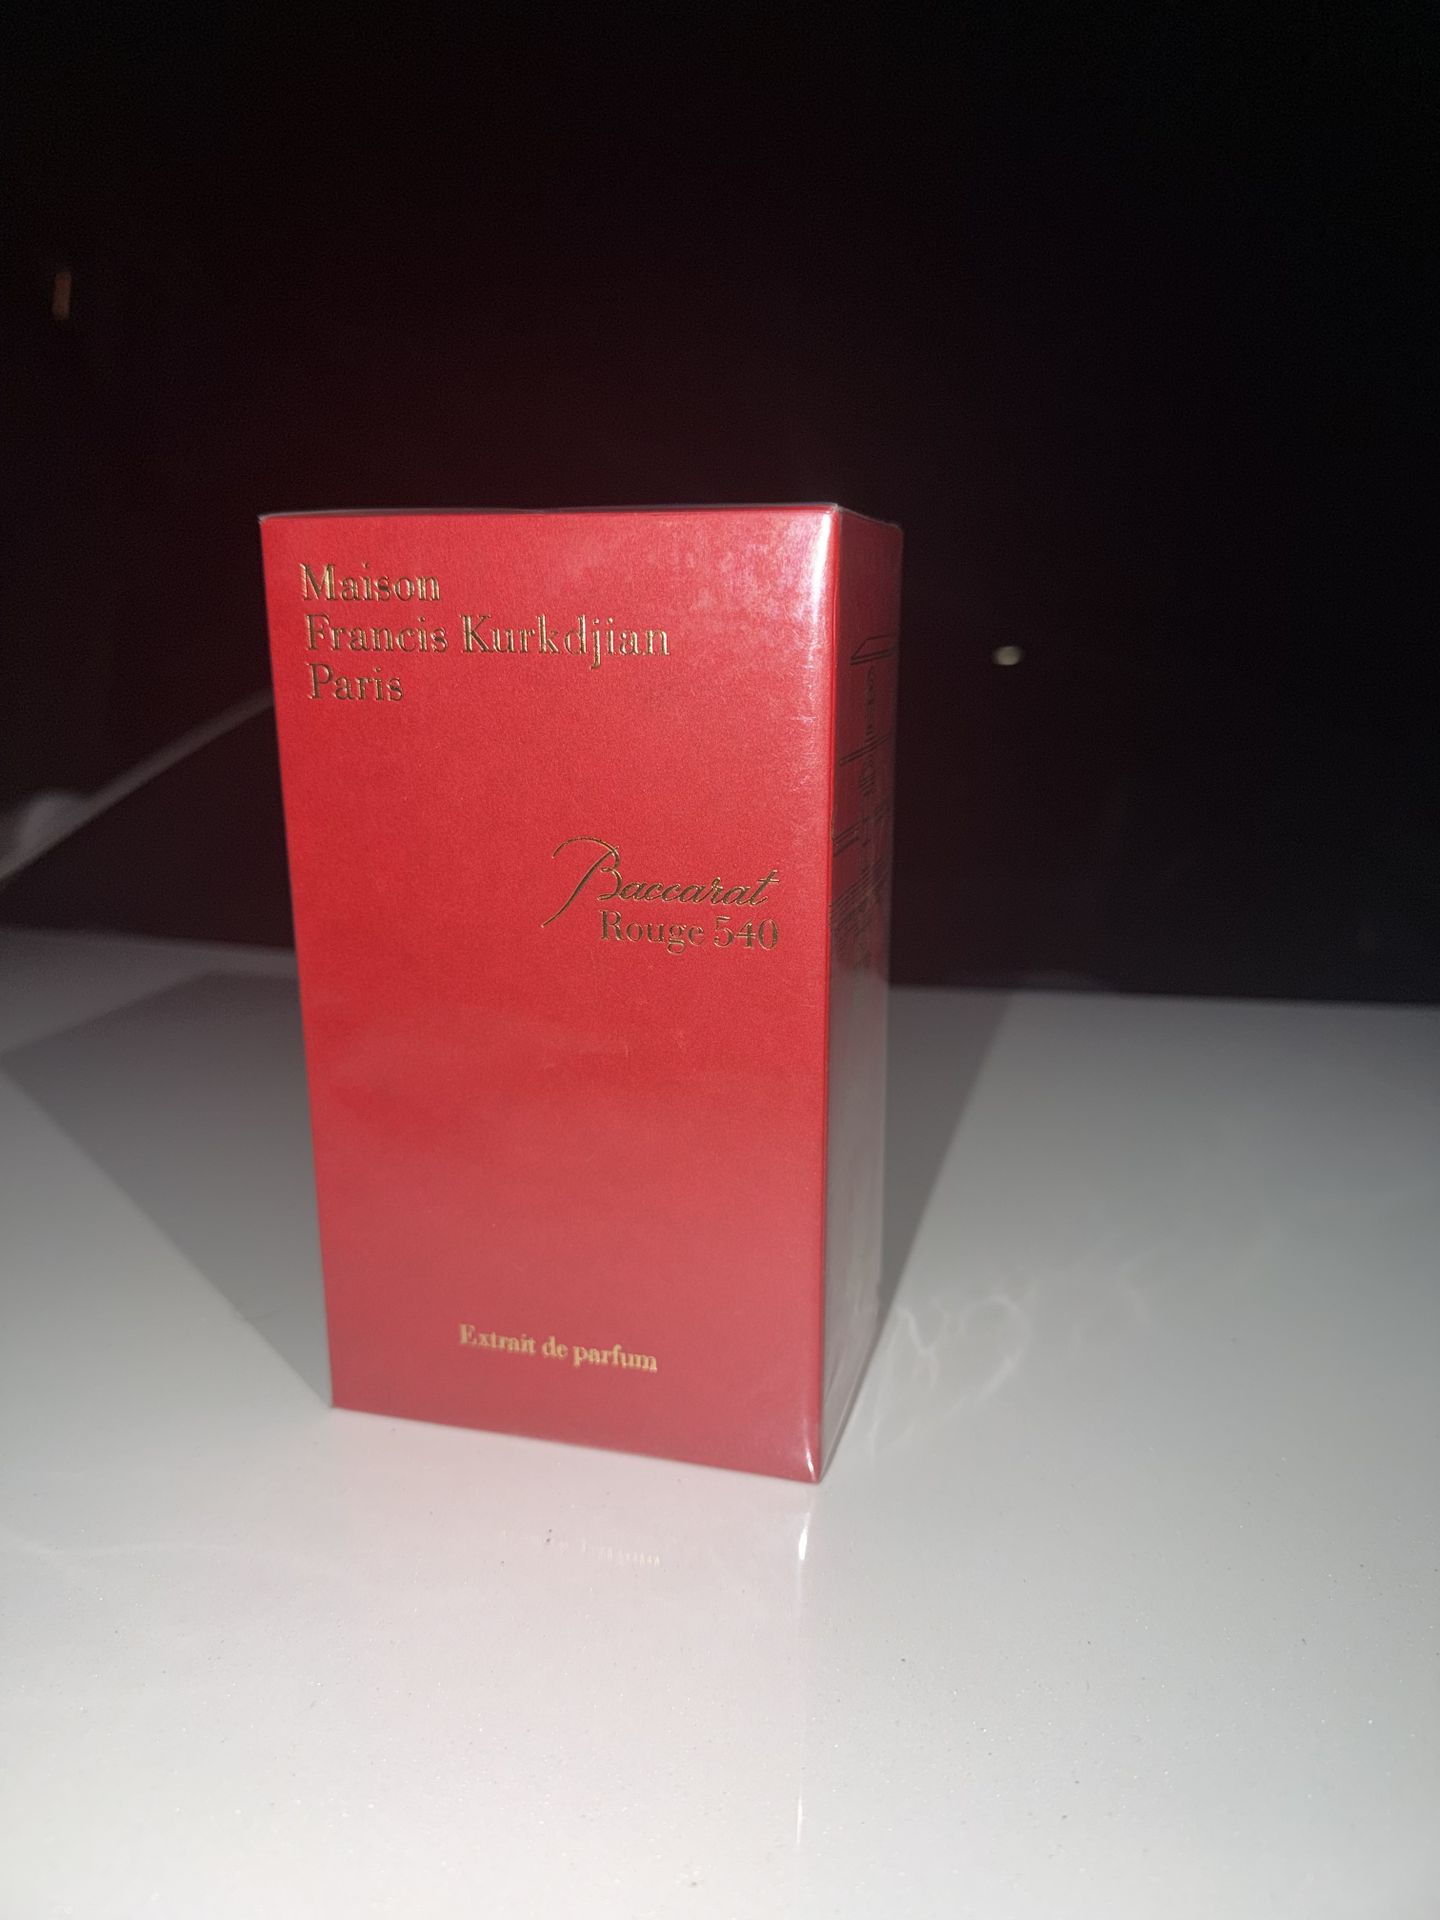 Maison
Francis Kurkdjian
Paris
Baccarat
Rouge 540
Extrait de parfum